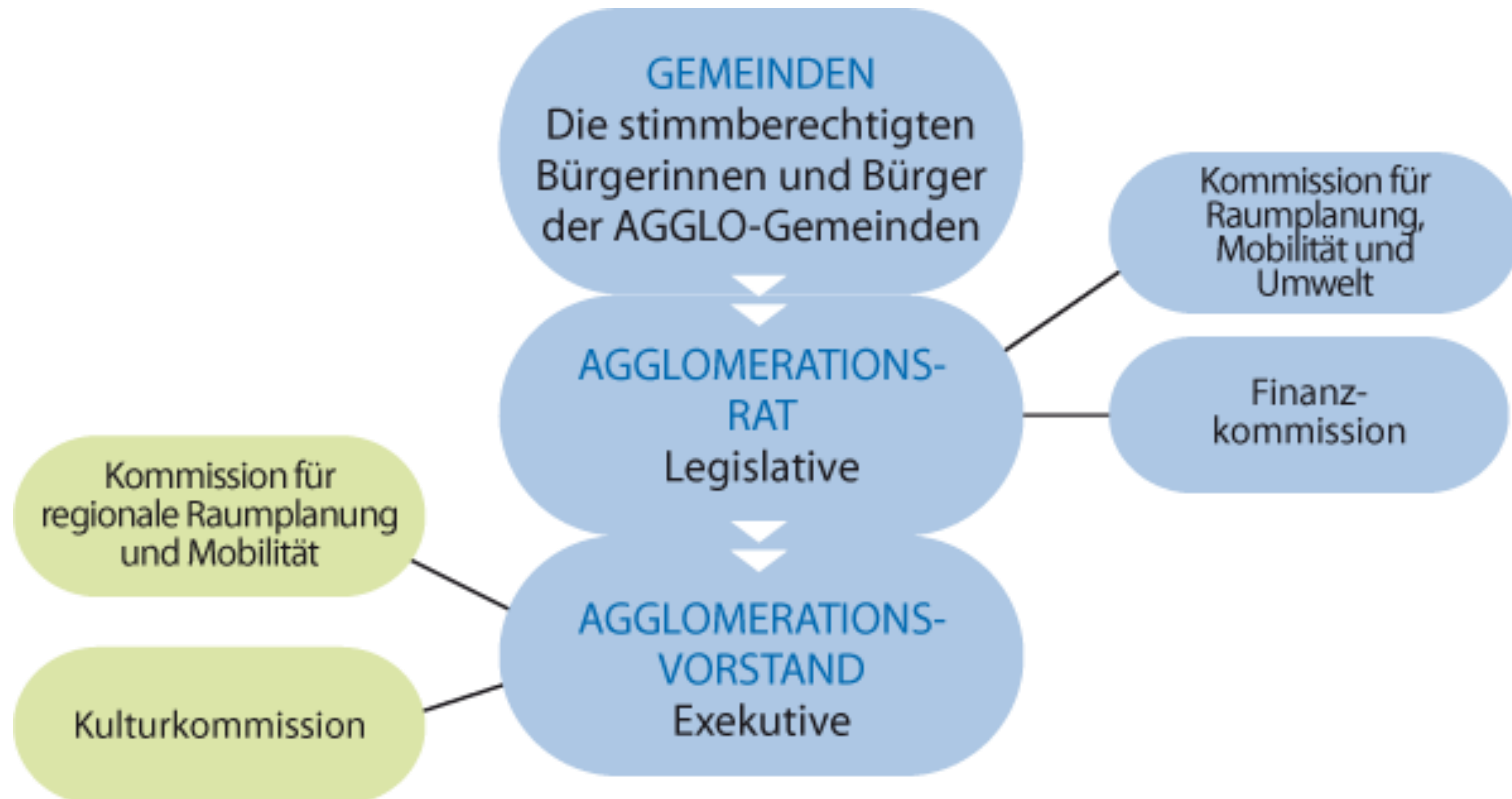 GEMEINDEN
Die stimmberechtigten
Bürgerinnen und Bürger
der AGGLO-Gemeinden
Kommission für
Raumplanung,
Mobilität und
Umwelt
AGGLOMERATIONS-
RAT
Legislative
Finanz-
kommission
Kommission für
regionale Raumplanung
und Mobilität
AGGLOMERATIONS-
VORSTAND
Exekutive
Kulturkommission